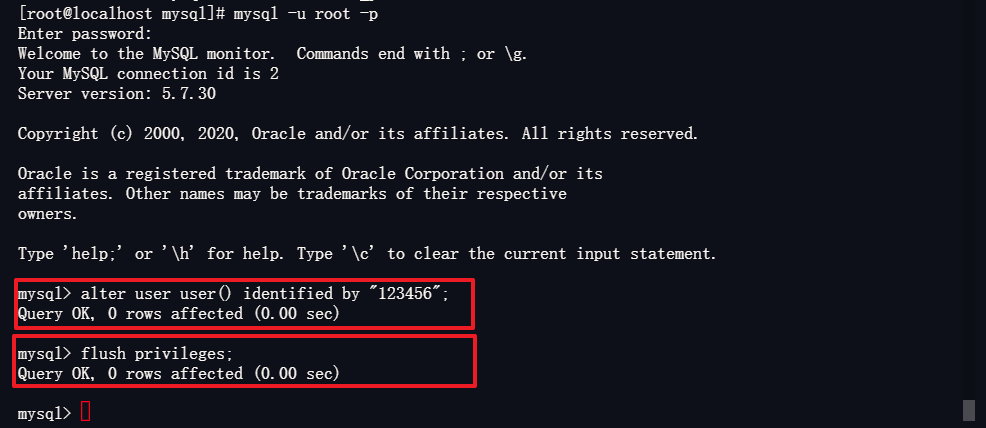 [root@localhost mysql]# mysql -u root -p
Enter password:
Welcome to the MySQL monitor.  Commands end with ; or \g.
Your MySQL connection id is 2
Server version: 5.7.30
Copyright (c) 2000, 2020, Oracle and/or its affiliates. All rights reserved.
Oracle is a registered trademark of Oracle Corporation and/or its
affiliates. Other names may be trademarks of their respective
owners.
Type 'help;' or '\h' for help. Type '\c' to clear the current input statement.
mysql> alter user user() identified by "123456";
Query OK, 0 rows affected (0.00 sec)
mysql> flush privileges;
Query OK, 0 rows affected (0.00 sec)
mysql>